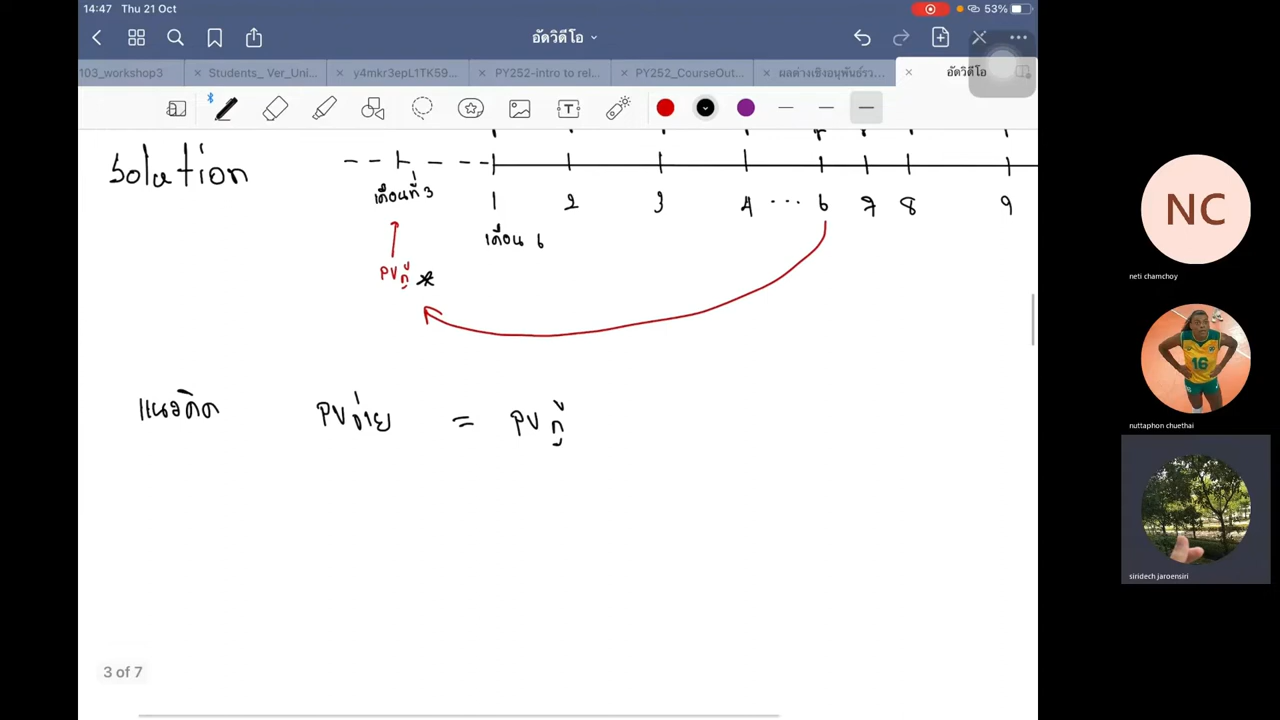 14:47 Thu 21 Oct
53%
อัดวิดีโอ
103_workshop3
Students_ Ver_Uni...
y4mkr3epL1TK59...
PY252-intro to rel...
PY252_CourseOut...
ผลต่างเชิงอนุพันธ์รว...
อัดวิดีโอ
T
Solution
เดือนที่ 3
1 2 3 4 ... 6 7 8 9
เดือน 6
PV กู้ *
แนวคิด PV จ่าย = PV กู้
3 of 7
NC
neti chamchoy
16
nuttaphon chuethai
siridech jaroensiri